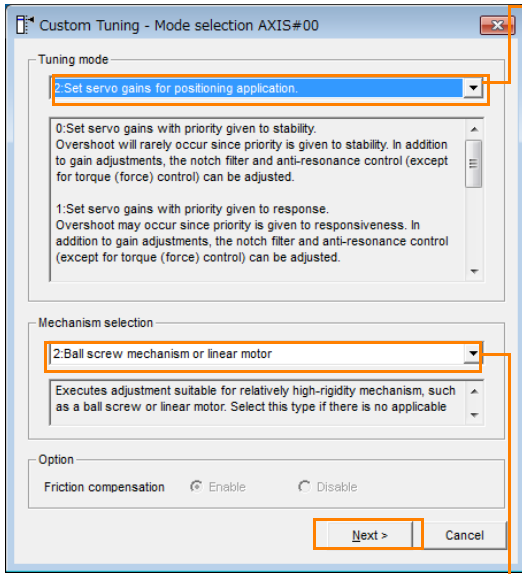 Custom Tuning - Mode selection AXIS#00
Tuning mode
2:Set servo gains for positioning application.
0:Set servo gains with priority given to stability.
Overshoot will rarely occur since priority is given to stability. In addition
to gain adjustments, the notch filter and anti-resonance control (except
for torque (force) control) can be adjusted.
1:Set servo gains with priority given to response.
Overshoot may occur since priority is given to responsiveness. In
addition to gain adjustments, the notch filter and anti-resonance control
(except for torque (force) control) can be adjusted.
Mechanism selection
2:Ball screw mechanism or linear motor
Executes adjustment suitable for relatively high-rigidity mechanism, such
as a ball screw or linear motor. Select this type if there is no applicable
Option
Friction compensation Enable Disable
Next > Cancel